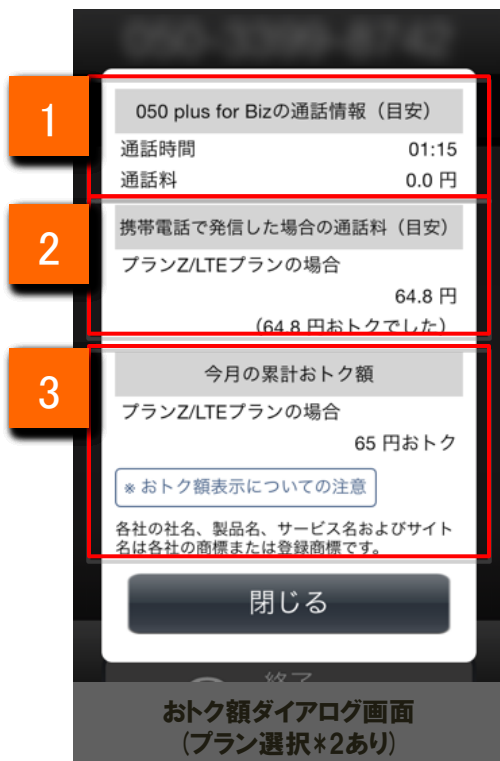 1
050 plus for Bizの通話情報（目安）
通話時間 01:15
通話料 0.0 円
2
携帯電話で発信した場合の通話料（目安）
プランZ/LTEプランの場合
64.8 円
（64.8 円おトクでした）
3
今月の累計おトク額
プランZ/LTEプランの場合
65 円おトク
※ おトク額表示についての注意
各社の社名、製品名、サービス名およびサイト
名は各社の商標または登録商標です。
閉じる
終了
おトク額ダイアログ画面
(プラン選択*2あり)